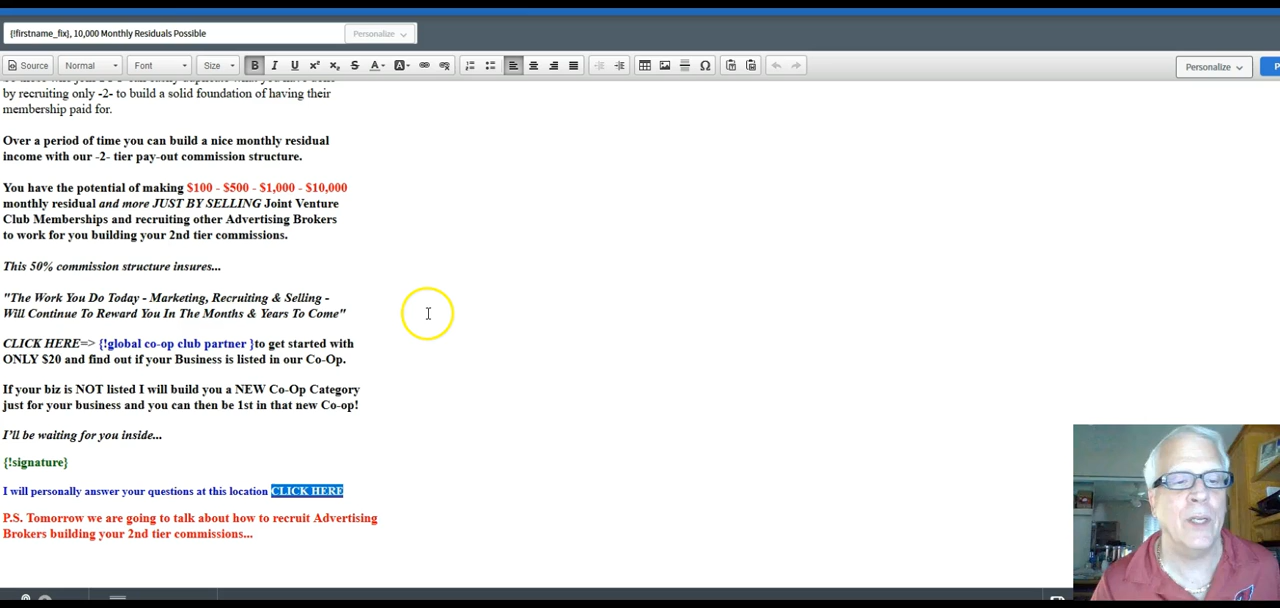 {!firstname_fix}, 10,000 Monthly Residuals Possible
Personalize
Source
Normal
Font
Size
B I U x² x₂ S A A
Personalize
by recruiting only -2- to build a solid foundation of having their
membership paid for.
Over a period of time you can build a nice monthly residual
income with our -2- tier pay-out commission structure.
You have the potential of making $100 - $500 - $1,000 - $10,000
monthly residual and more JUST BY SELLING Joint Venture
Club Memberships and recruiting other Advertising Brokers
to work for you building your 2nd tier commissions.
This 50% commission structure insures...
"The Work You Do Today - Marketing, Recruiting & Selling -
Will Continue To Reward You In The Months & Years To Come"
CLICK HERE=> {!global co-op club partner }to get started with
ONLY $20 and find out if your Business is listed in our Co-Op.
If your biz is NOT listed I will build you a NEW Co-Op Category
just for your business and you can then be 1st in that new Co-op!
I'll be waiting for you inside...
{!signature}
I will personally answer your questions at this location CLICK HERE
P.S. Tomorrow we are going to talk about how to recruit Advertising
Brokers building your 2nd tier commissions...